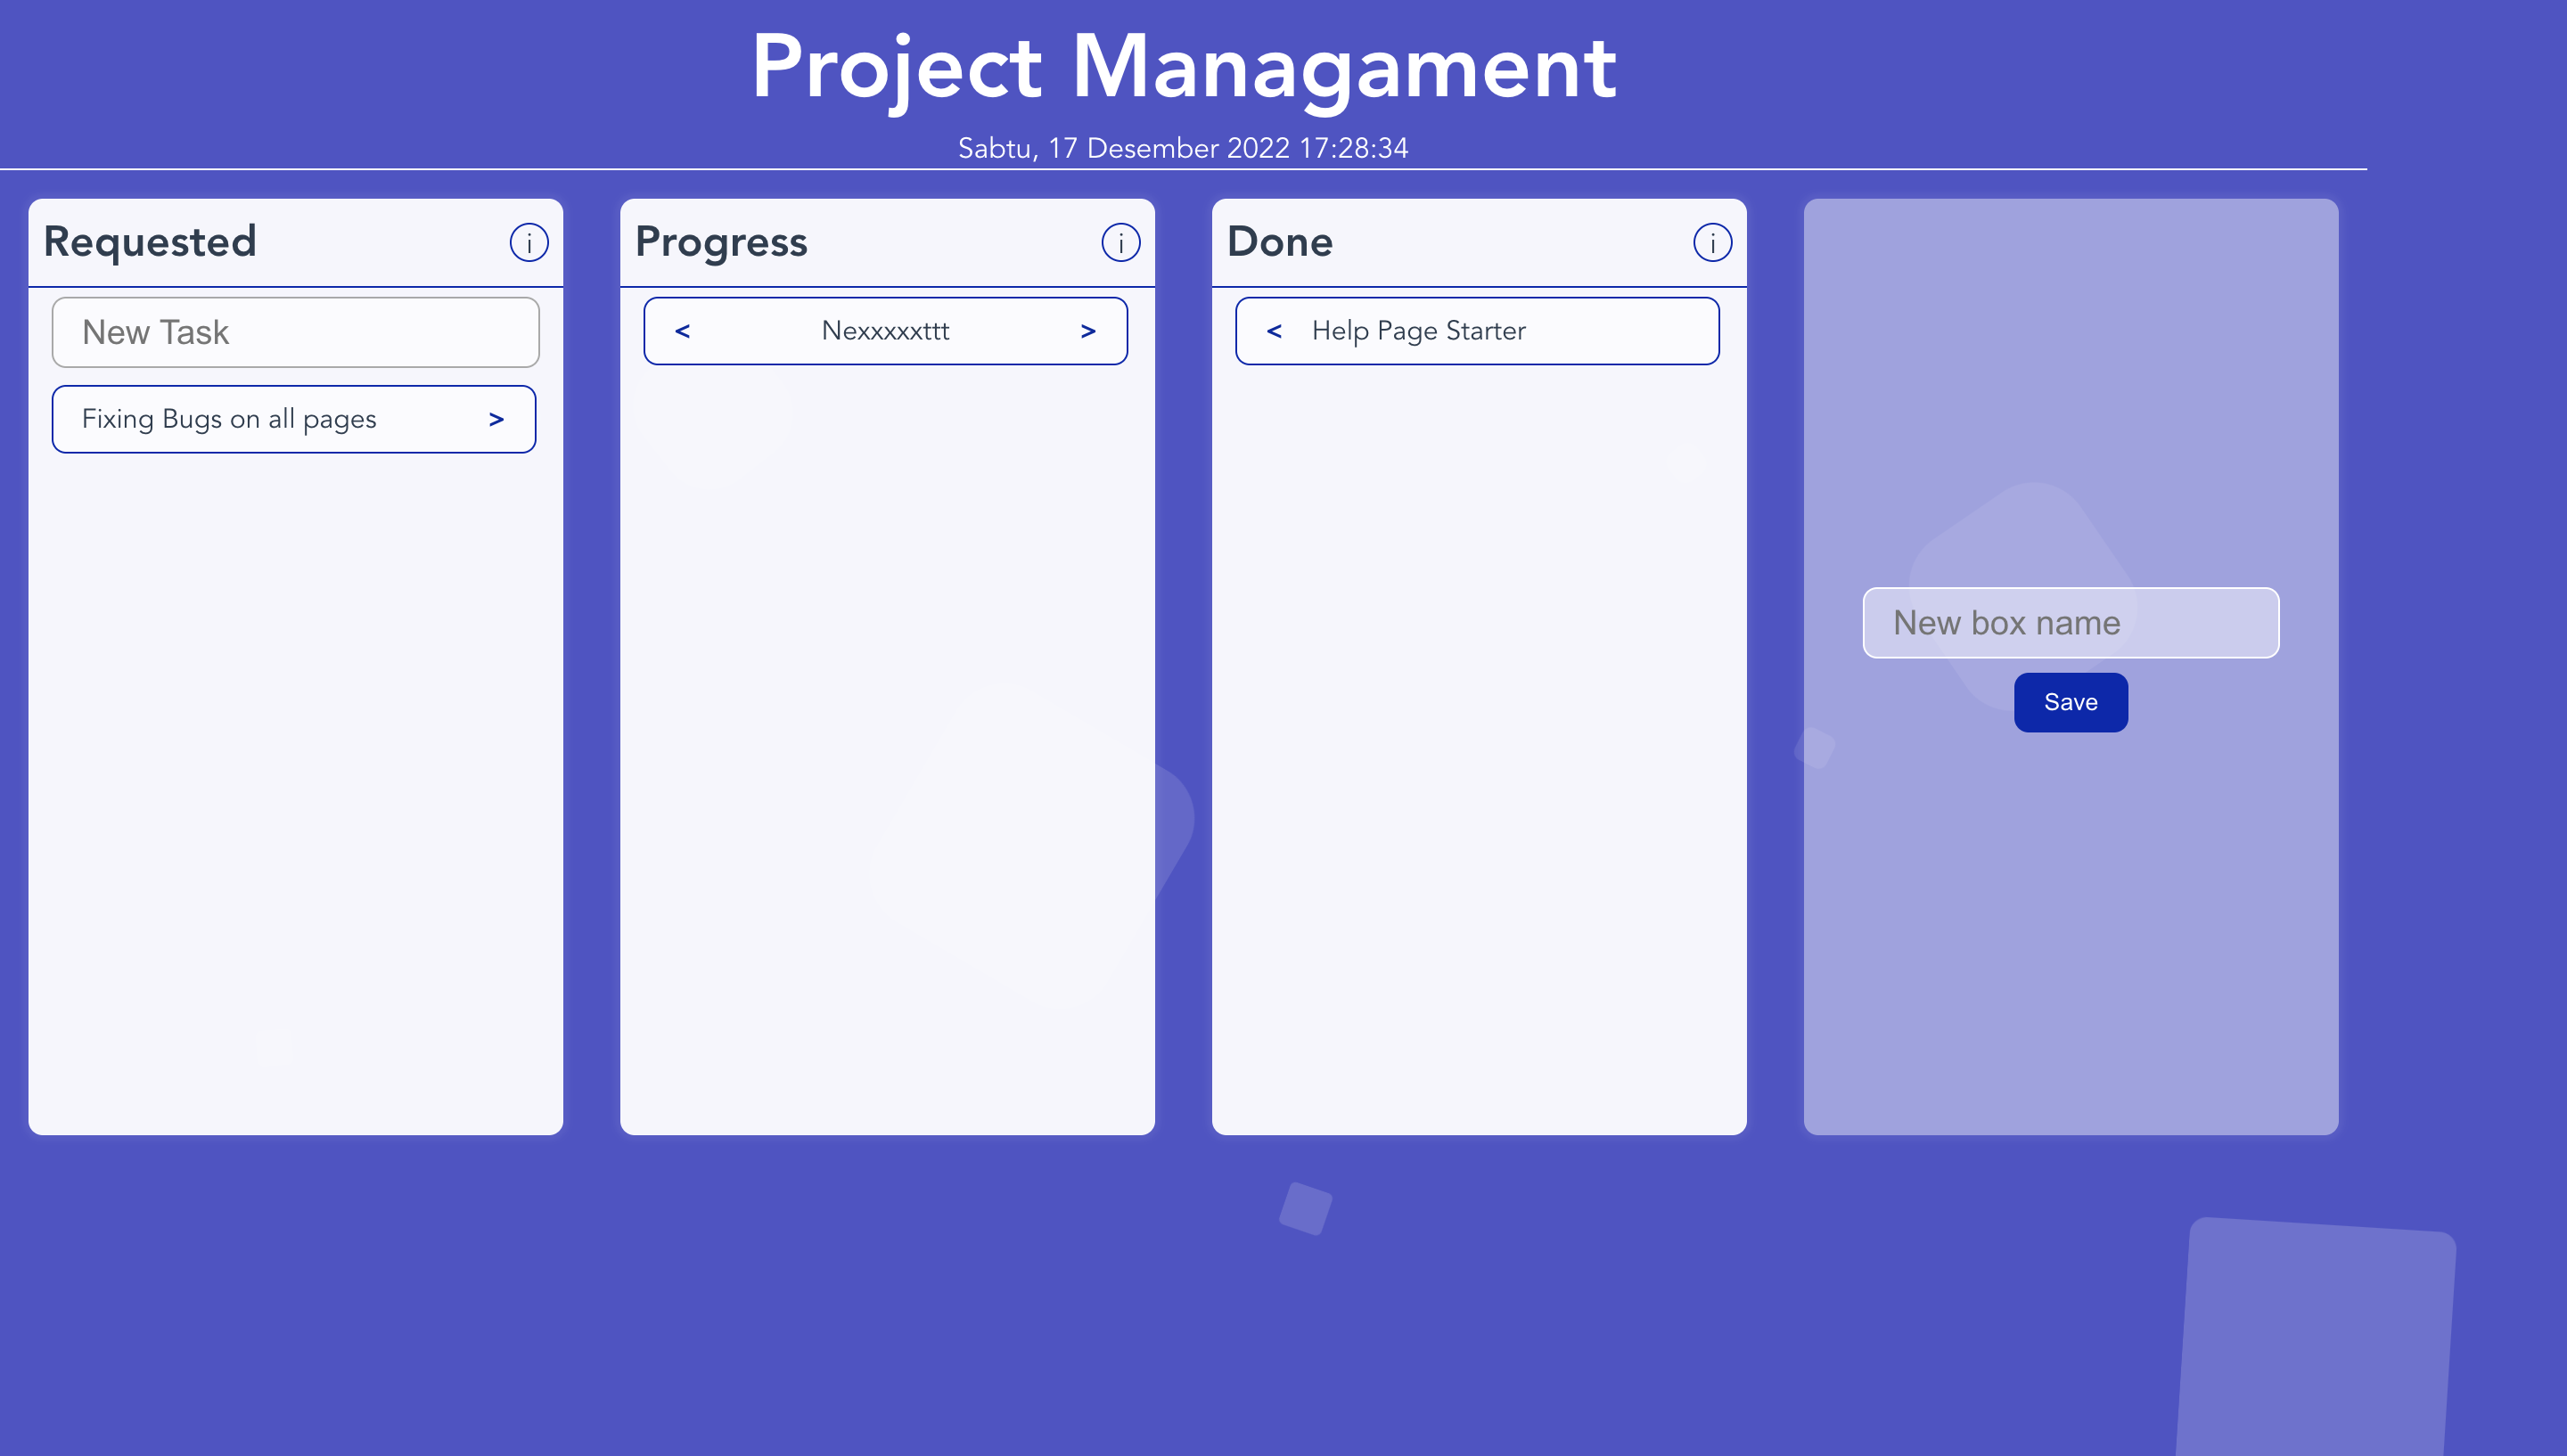 Project Managament
Sabtu, 17 Desember 2022 17:28:34
Requested
i
New Task
Fixing Bugs on all pages >
Progress
i
< Nexxxxxttt >
Done
i
< Help Page Starter
New box name
Save